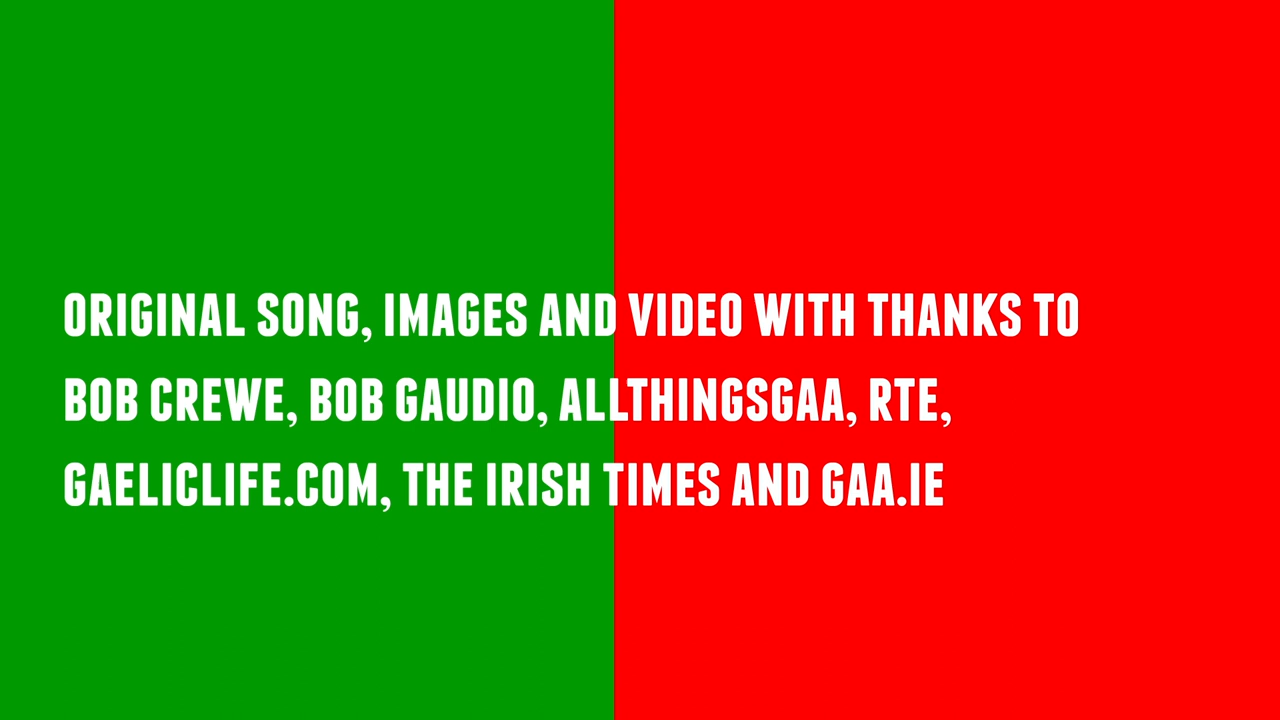 ORIGINAL SONG, IMAGES AND VIDEO WITH THANKS TO
BOB CREWE, BOB GAUDIO, ALLTHINGSGAA, RTE,
GAELICLIFE.COM, THE IRISH TIMES AND GAA.IE